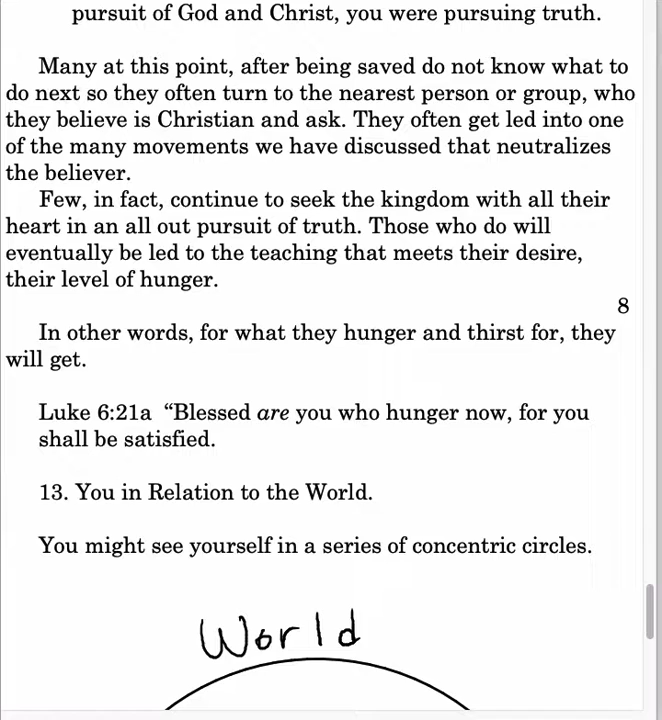 pursuit of God and Christ, you were pursuing truth.
Many at this point, after being saved do not know what to
do next so they often turn to the nearest person or group, who
they believe is Christian and ask. They often get led into one
of the many movements we have discussed that neutralizes
the believer.
Few, in fact, continue to seek the kingdom with all their
heart in an all out pursuit of truth. Those who do will
eventually be led to the teaching that meets their desire,
their level of hunger.
8
In other words, for what they hunger and thirst for, they
will get.
Luke 6:21a “Blessed are you who hunger now, for you
shall be satisfied.
13. You in Relation to the World.
You might see yourself in a series of concentric circles.
World